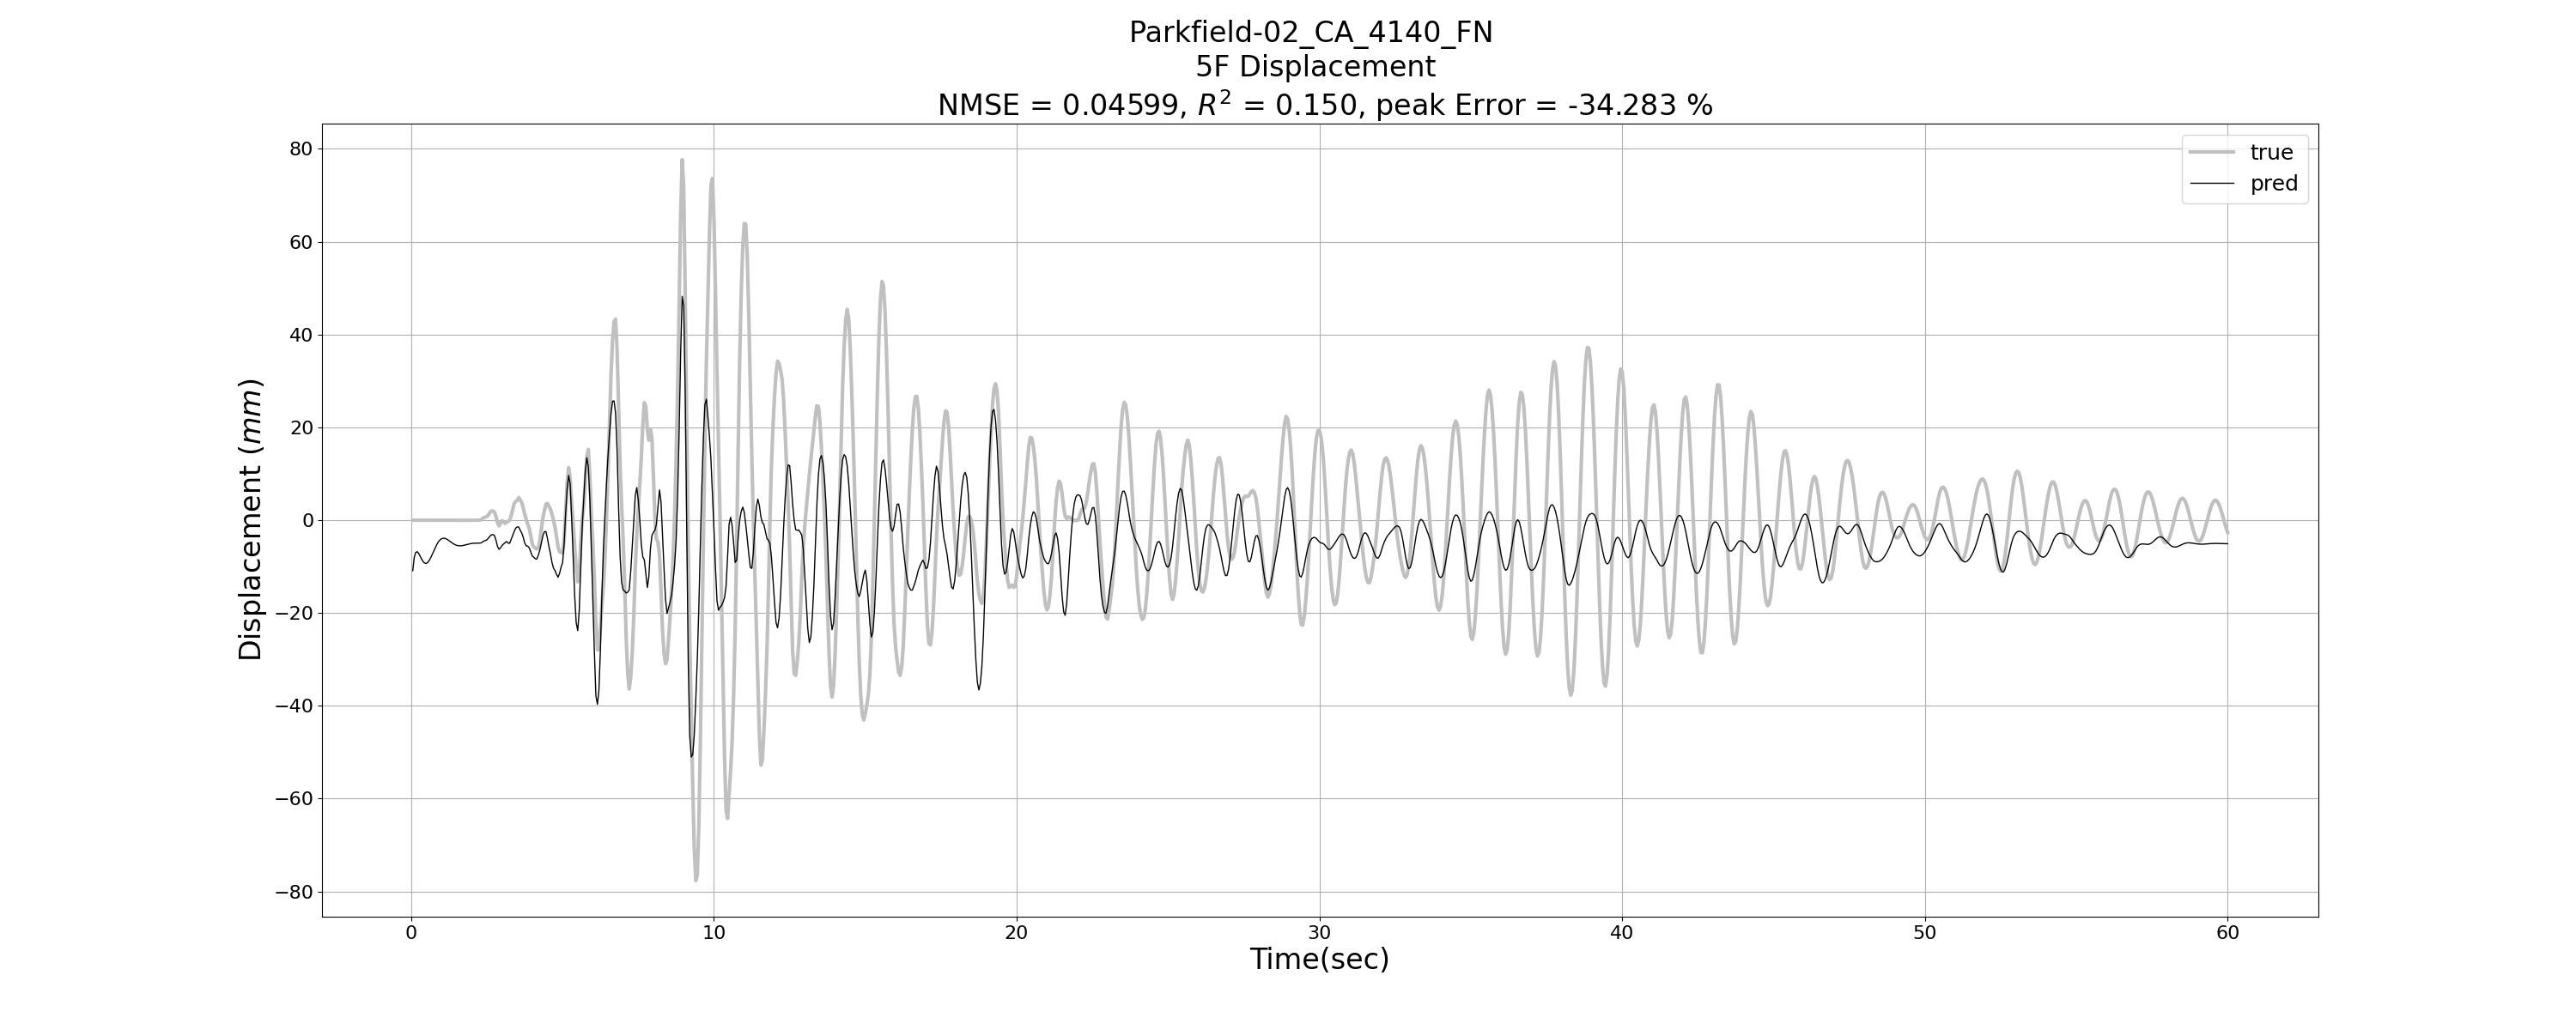 Parkfield-02_CA_4140_FN
5F Displacement
NMSE = 0.04599, R² = 0.150, peak Error = -34.283 %
true
pred
Displacement (mm)
80
60
40
20
0
−20
−40
−60
−80
0 10 20 30 40 50 60
Time(sec)